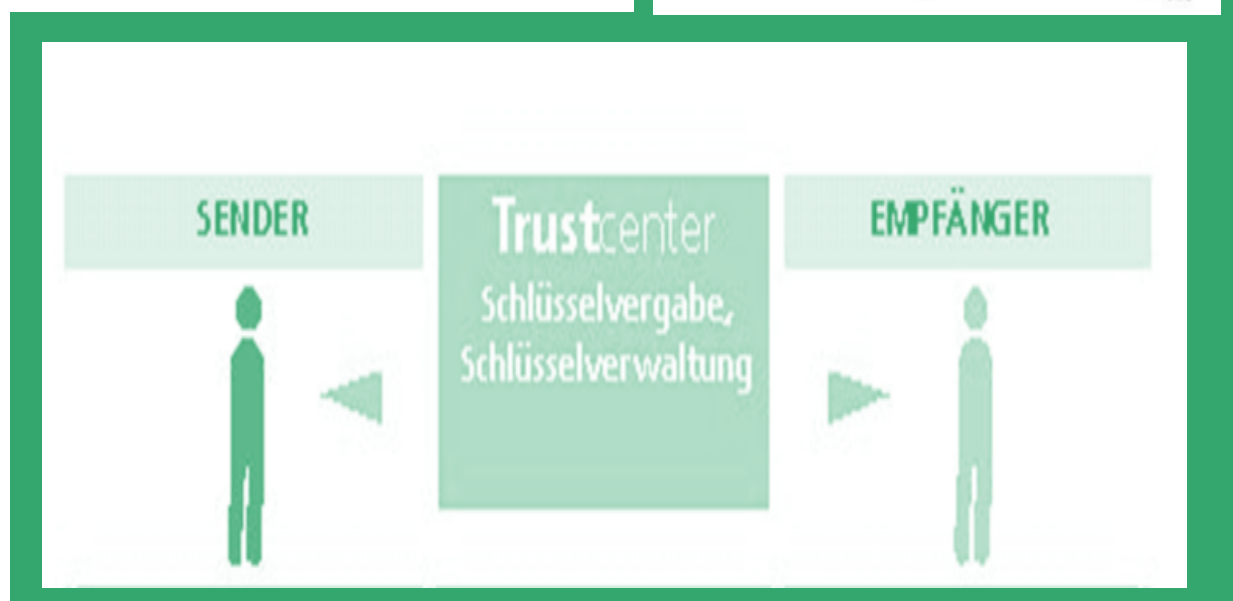 SENDER
Trustcenter
Schlüsselvergabe,
Schlüsselverwaltung
EMPFÄNGER